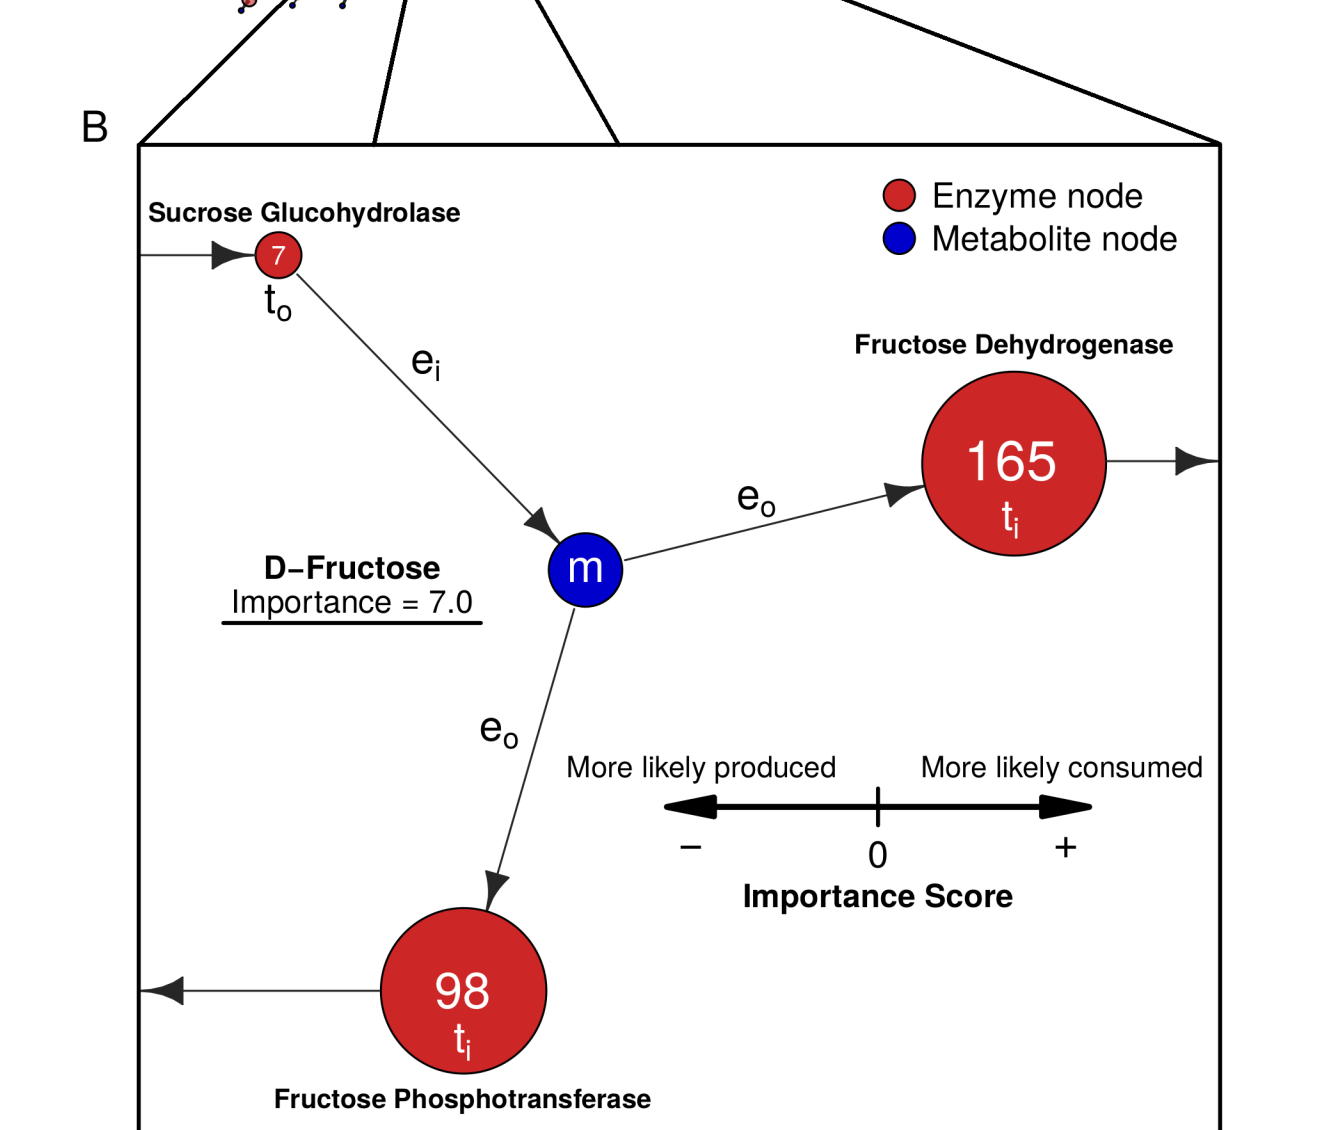 B
Sucrose Glucohydrolase
7
to
ei
Enzyme node
Metabolite node
Fructose Dehydrogenase
165
ti
eo
m
D–Fructose
Importance = 7.0
eo
More likely produced
More likely consumed
– 0 +
Importance Score
98
ti
Fructose Phosphotransferase